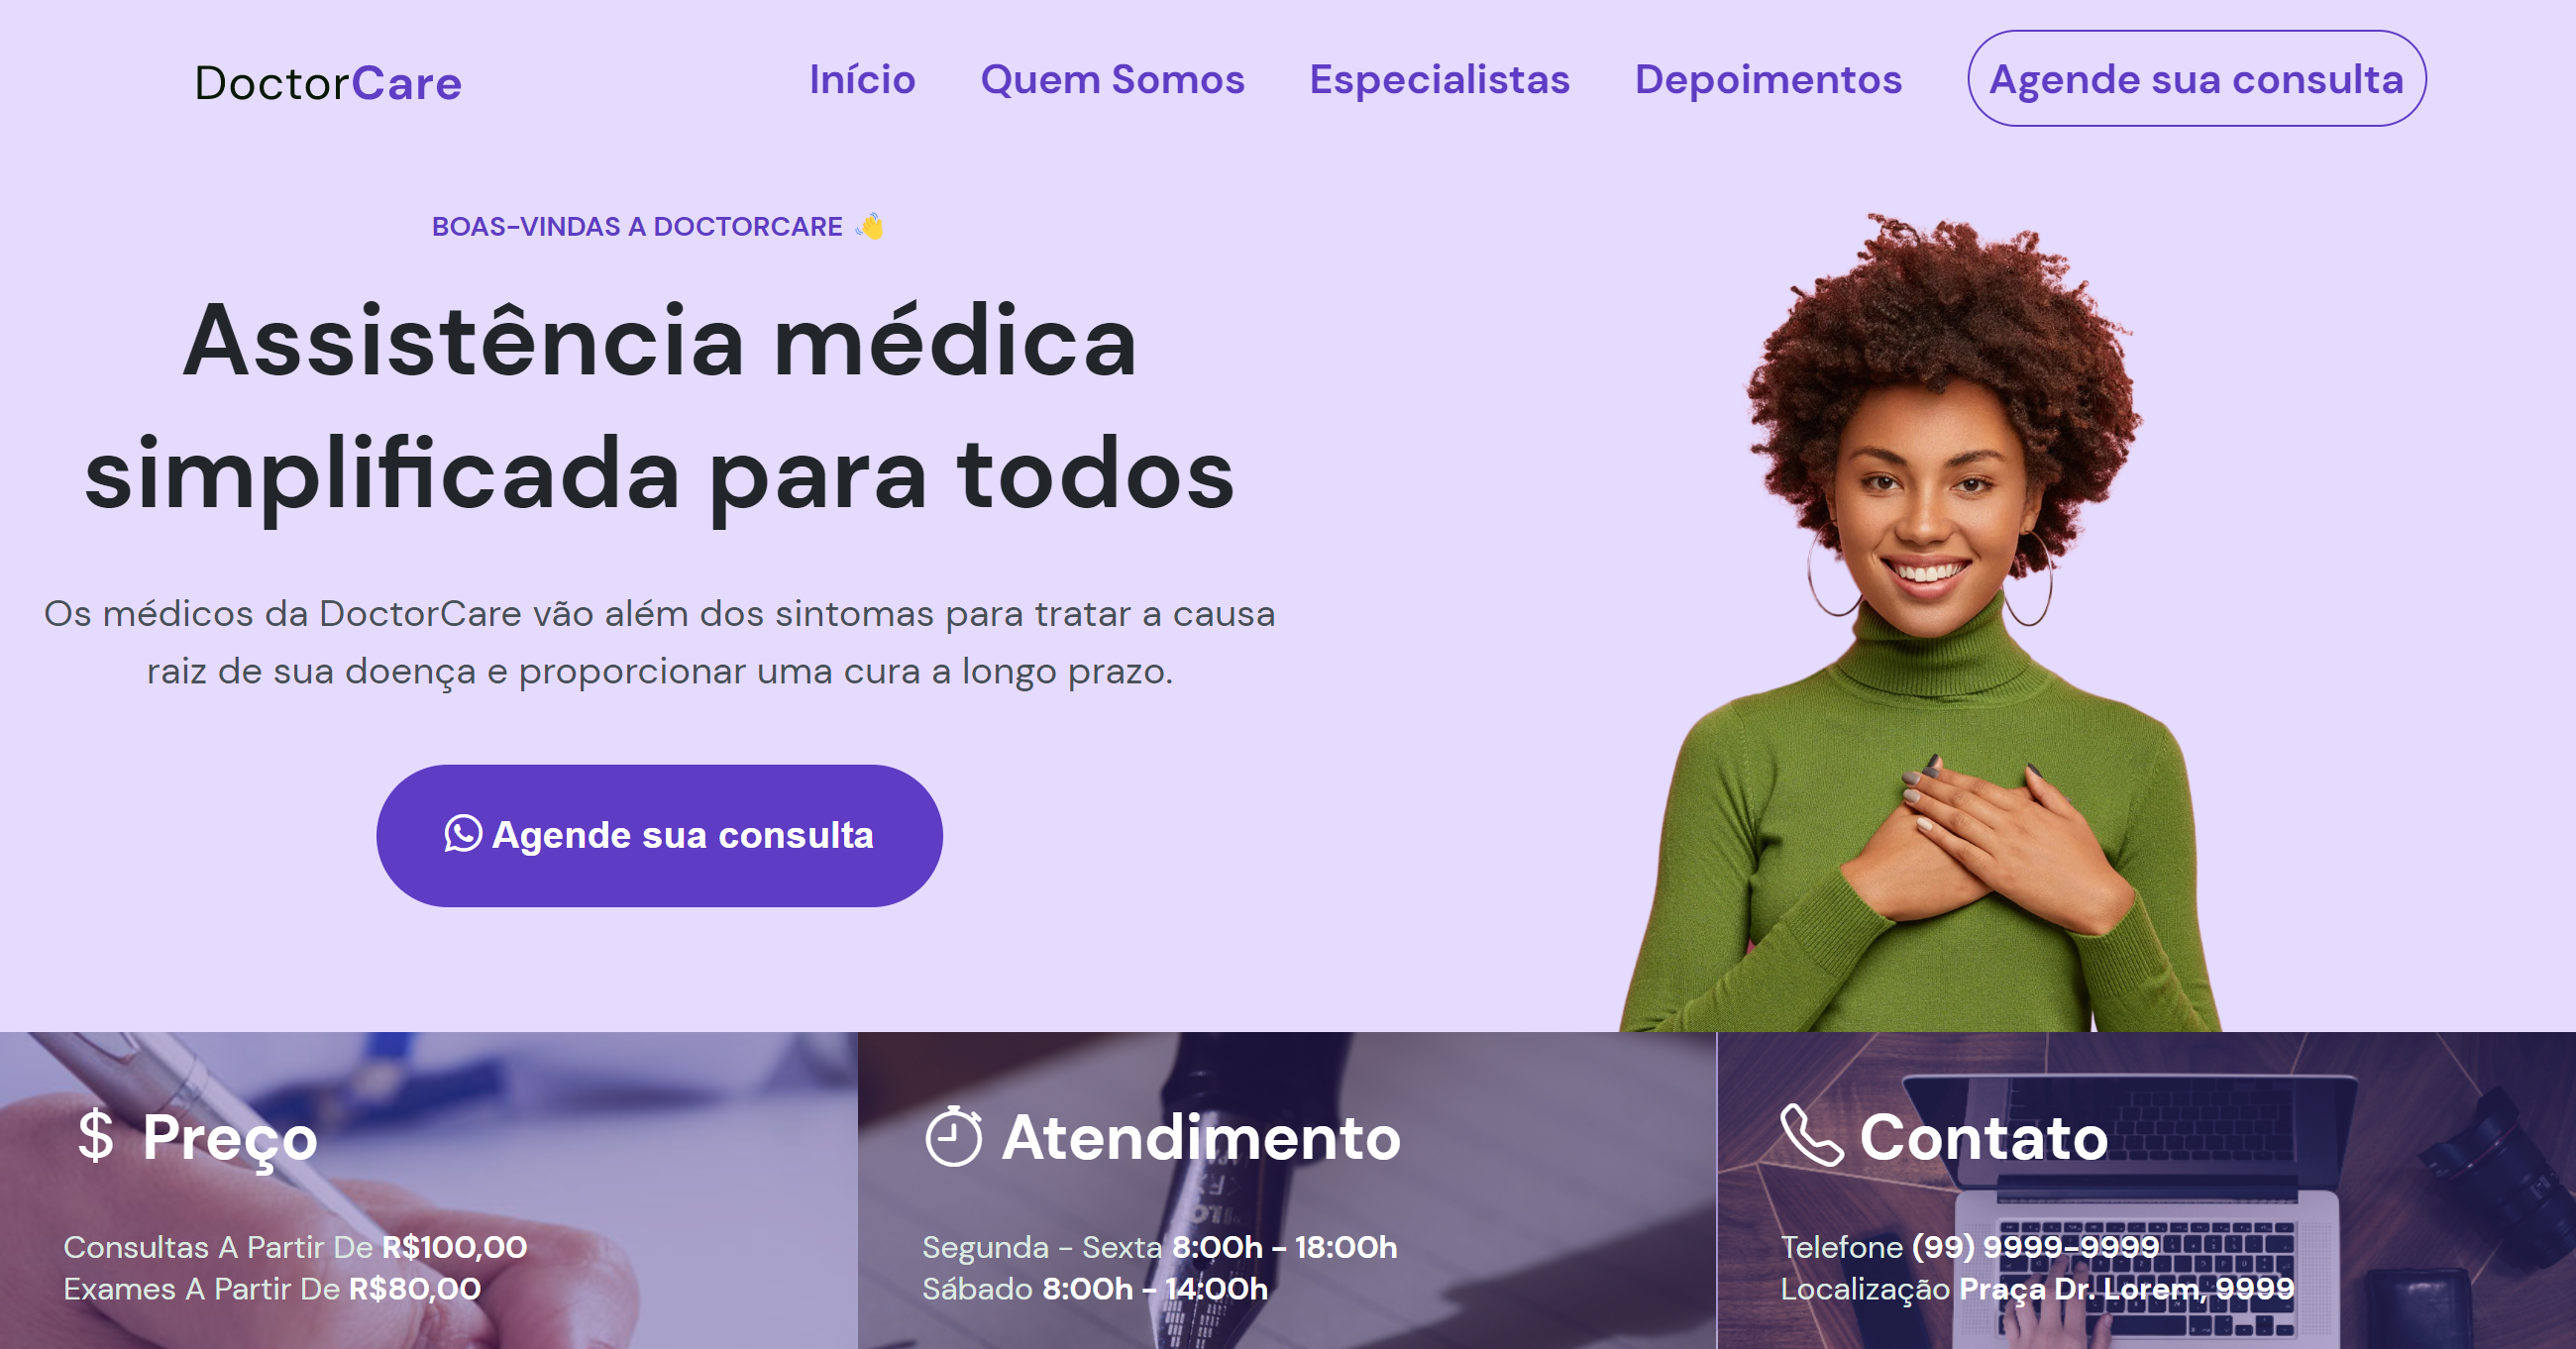 DoctorCare
Início Quem Somos Especialistas Depoimentos Agende sua consulta
BOAS-VINDAS A DOCTORCARE 👋
Assistência médica
simplificada para todos
Os médicos da DoctorCare vão além dos sintomas para tratar a causa
raiz de sua doença e proporcionar uma cura a longo prazo.
Agende sua consulta
$ Preço
Consultas A Partir De R$100,00
Exames A Partir De R$80,00
Atendimento
Segunda - Sexta 8:00h - 18:00h
Sábado 8:00h - 14:00h
Contato
Telefone (99) 9999-9999
Localização Praça Dr. Lorem, 9999